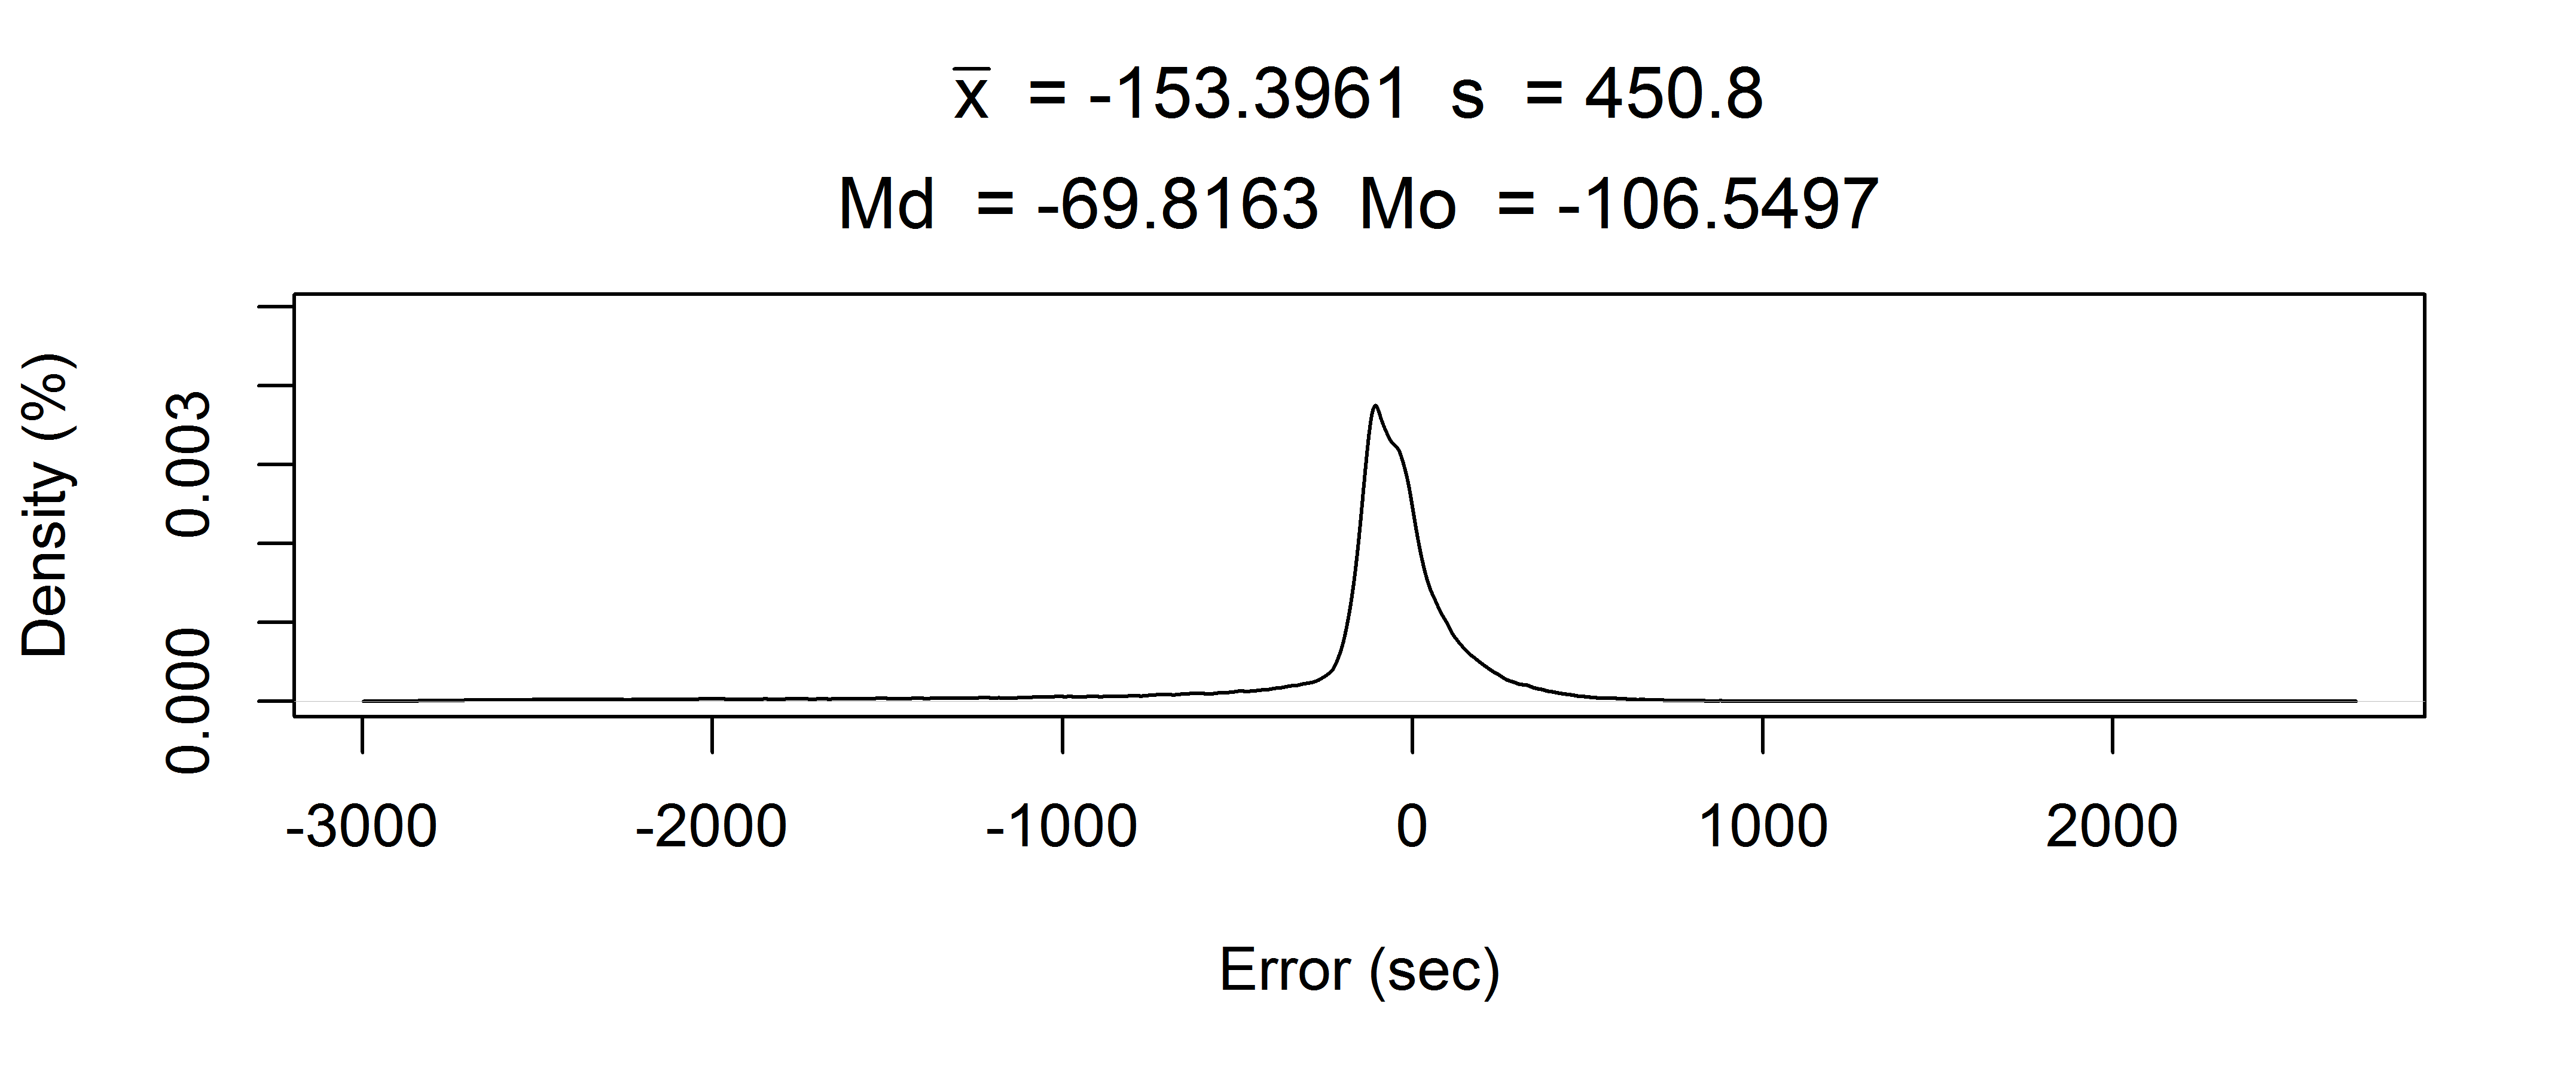 x̅ = -153.3961 s = 450.8
Md = -69.8163 Mo = -106.5497
Density (%)
0.003
0.000
-3000 -2000 -1000 0 1000 2000
Error (sec)